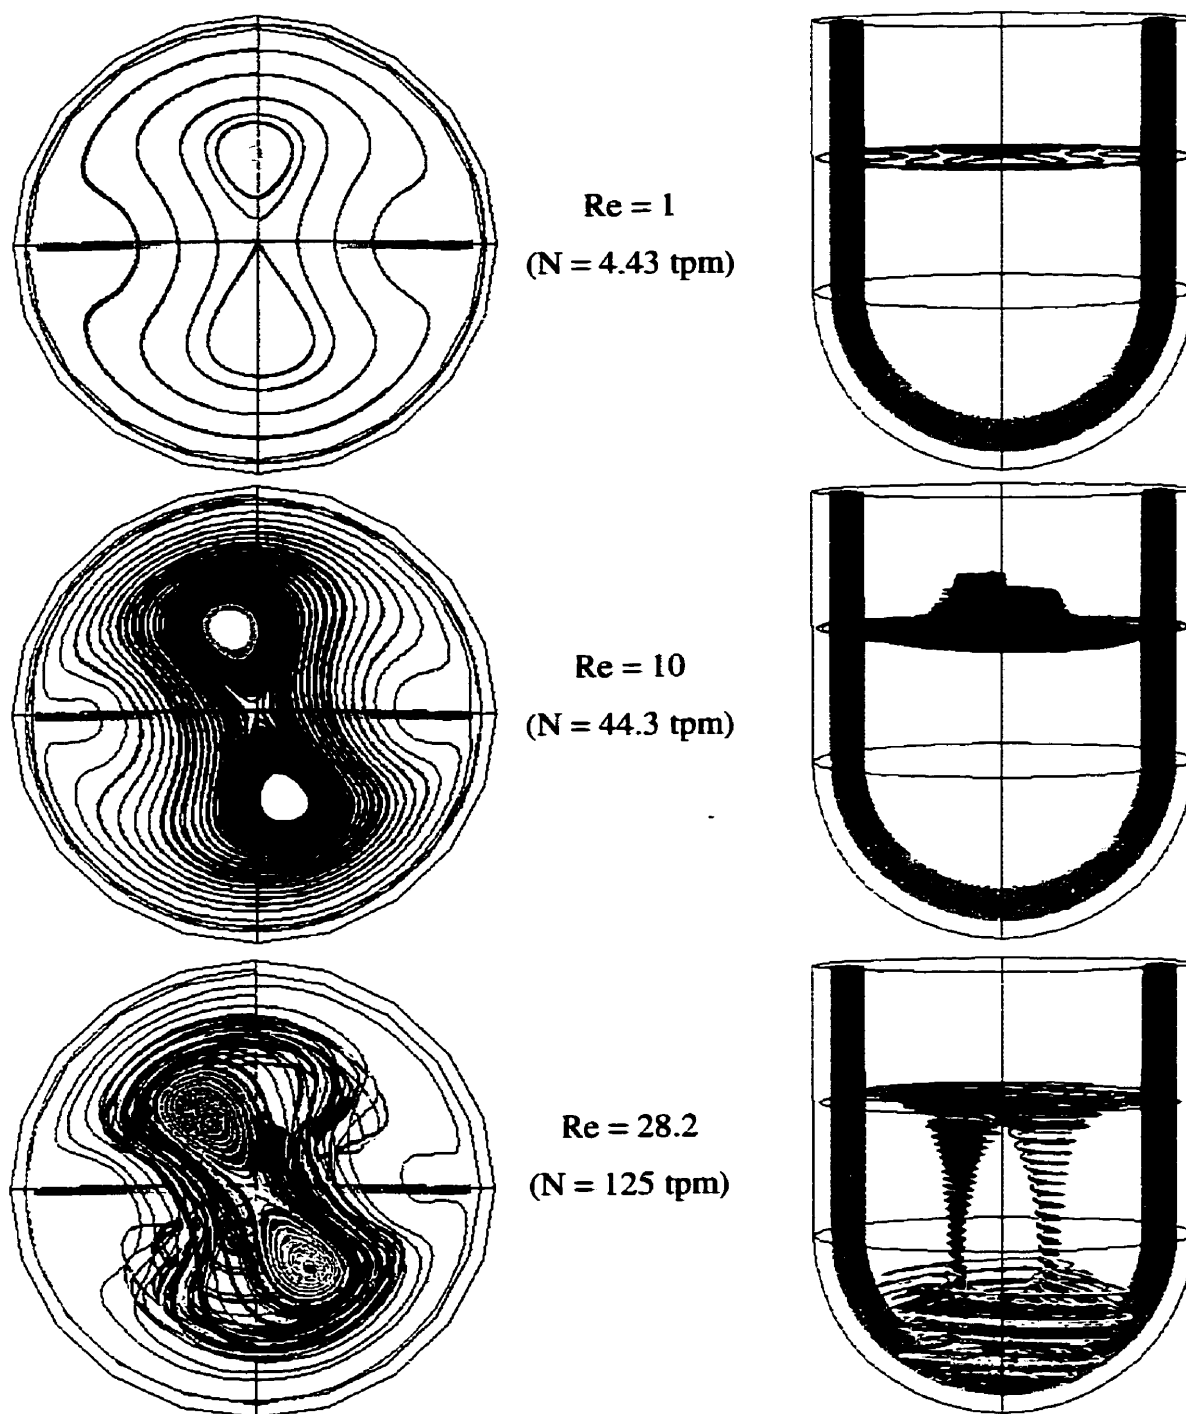 Re = 1
(N = 4.43 tpm)
Re = 10
(N = 44.3 tpm)
Re = 28.2
(N = 125 tpm)